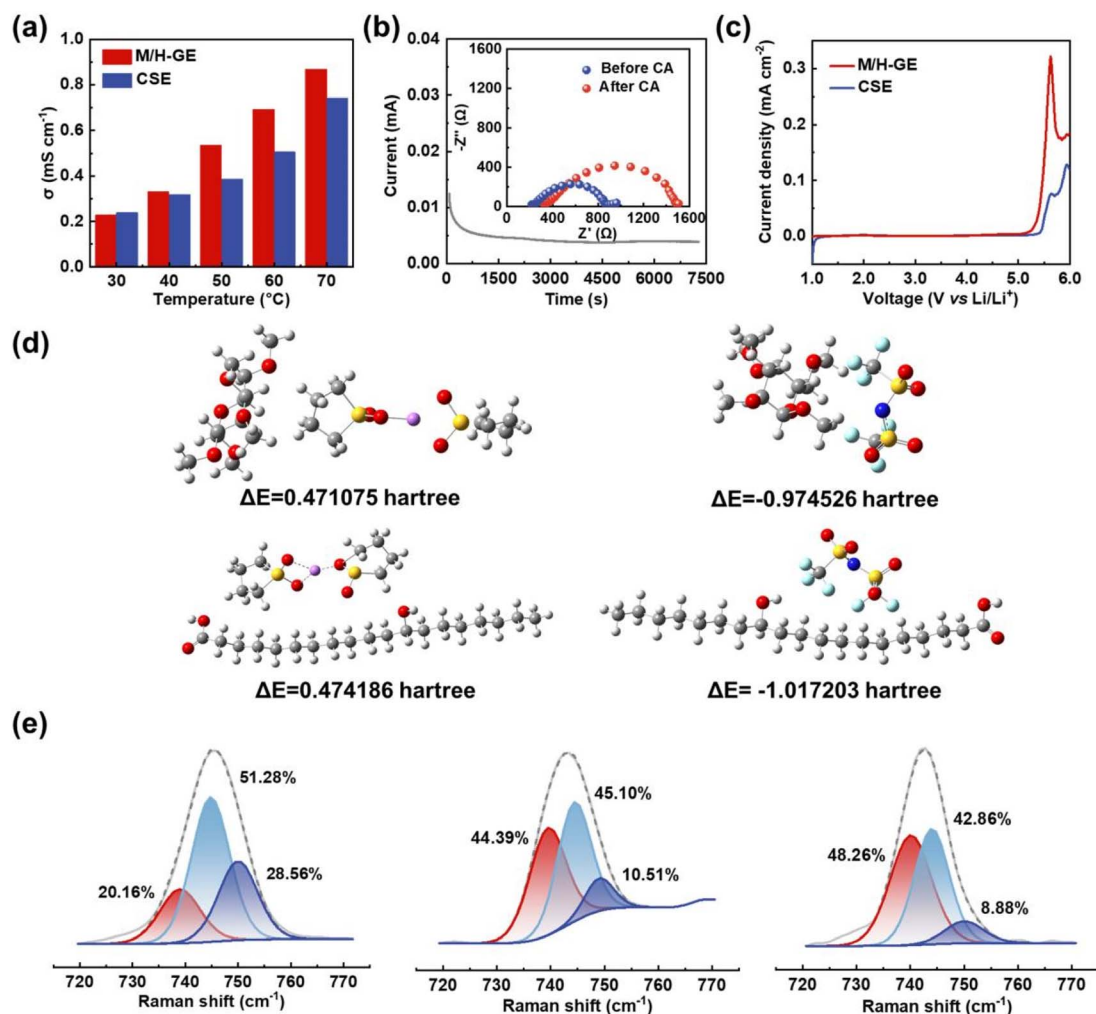 (a)
1.0
0.8
0.6
0.4
0.2
0.0
σ (mS cm⁻¹)
M/H-GE
CSE
30 40 50 60 70
Temperature (°C)
(b)
0.04
0.03
0.02
0.01
0.00
Current (mA)
1600
1200
800
400
0
-Z'' (Ω)
Before CA
After CA
0 400 800 1200 1600
Z' (Ω)
0 1500 3000 4500 6000 7500
Time (s)
(c)
0.3
0.2
0.1
0.0
Current density (mA cm⁻²)
M/H-GE
CSE
1.0 2.0 3.0 4.0 5.0 6.0
Voltage (V vs Li/Li⁺)
(d)
ΔE=0.471075 hartree
ΔE=-0.974526 hartree
ΔE=0.474186 hartree
ΔE= -1.017203 hartree
(e)
51.28%
20.16%
28.56%
720 730 740 750 760 770
Raman shift (cm⁻¹)
45.10%
44.39%
10.51%
720 730 740 750 760 770
Raman shift (cm⁻¹)
42.86%
48.26%
8.88%
720 730 740 750 760 770
Raman shift (cm⁻¹)